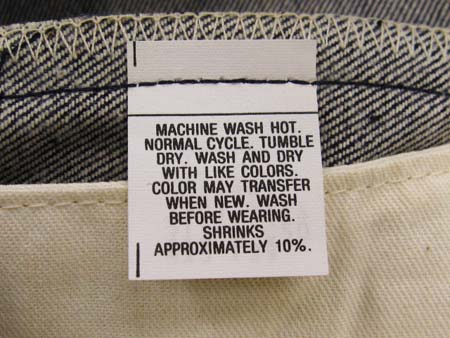 MACHINE WASH HOT.
NORMAL CYCLE. TUMBLE
DRY. WASH AND DRY
WITH LIKE COLORS.
COLOR MAY TRANSFER
WHEN NEW. WASH
BEFORE WEARING.
SHRINKS
APPROXIMATELY 10%.